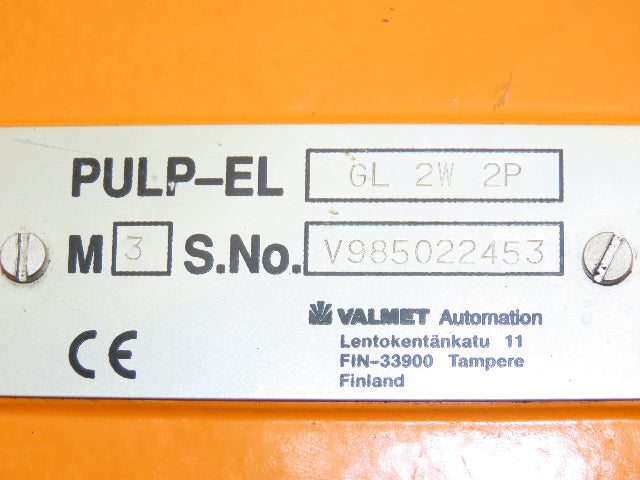 PULP-EL GL 2W 2P
M 3 S.No. V985022453
VALMET Automation
Lentokentänkatu 11
FIN-33900 Tampere
Finland
CE